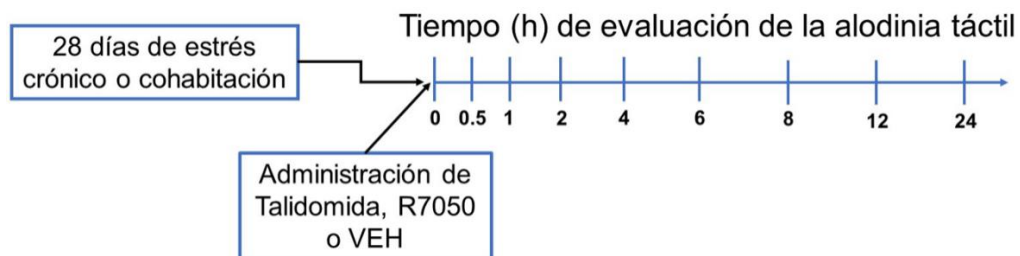 Tiempo (h) de evaluación de la alodinia táctil
28 días de estrés
crónico o cohabitación
0 0.5 1 2 4 6 8 12 24
Administración de
Talidomida, R7050
o VEH